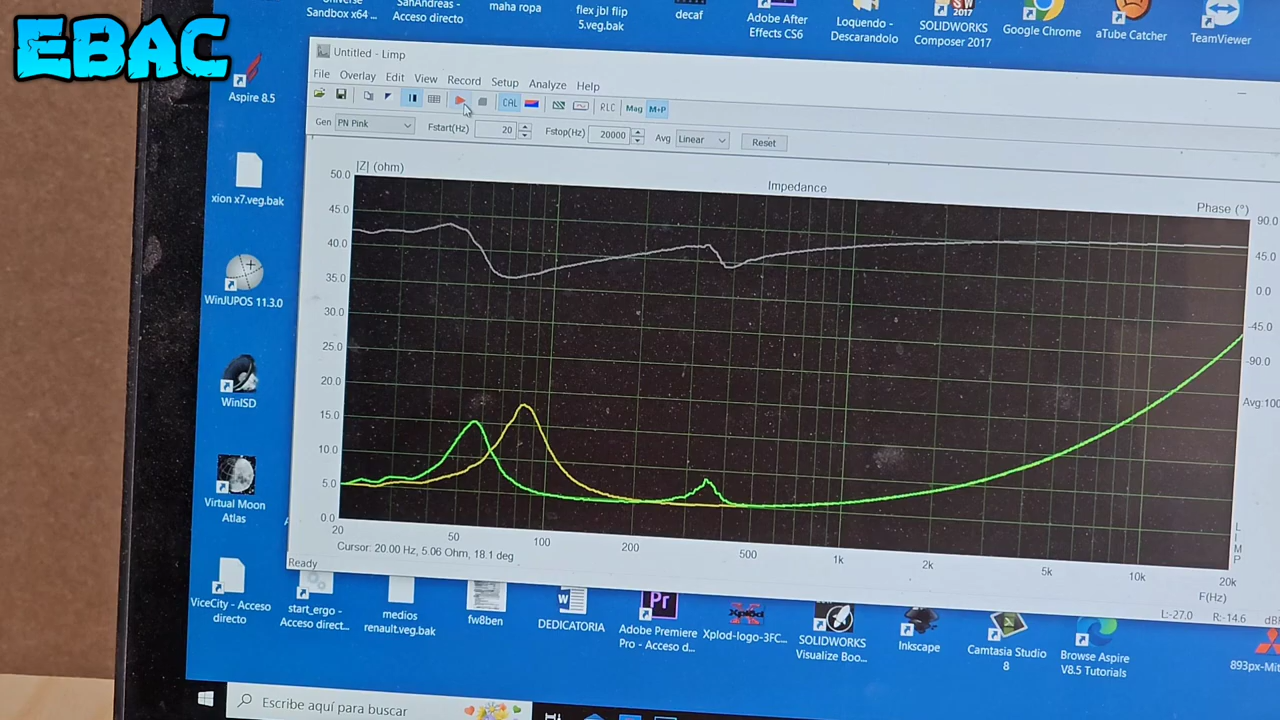 EBAC
Sandbox x64 ...
SanAndreas -
Acceso directo
maha ropa
flex jbl flip
5.veg.bak
decaf
Adobe After
Effects CS6
Loquendo -
Descarandolo
2017
SOLIDWORKS
Composer 2017
Google Chrome
aTube Catcher
TeamViewer
Aspire 8.5
xion x7.veg.bak
WinJUPOS 11.3.0
WinISD
Virtual Moon
Atlas
ViceCity - Acceso
directo
Untitled - Limp
File Overlay Edit View Record Setup Analyze Help
CAL RLC Mag M+P
Gen PN Pink Fstart(Hz) 20 Fstop(Hz) 20000 Avg Linear Reset
|Z| (ohm) Impedance Phase (°)
50.0
45.0
40.0
35.0
30.0
25.0
20.0
15.0
10.0
5.0
0.0
90.0
45.0
0.0
-45.0
-90.0
Avg:100
L
I
M
P
20 50 100 200 500 1k 2k 5k 10k 20k
F(Hz)
Cursor: 20.00 Hz, 5.06 Ohm, 18.1 deg
Ready
L:-27.0 R:-14.6
start_ergo -
Acceso direct...
medios
renault.veg.bak
fw8ben
DEDICATORIA
Pr
Adobe Premiere
Pro - Acceso d...
Xplod
Xplod-logo-3FC...
SOLIDWORKS
Visualize Boo...
Inkscape
Camtasia Studio
8
Browse Aspire
V8.5 Tutorials
893px-Mit
Escribe aquí para buscar